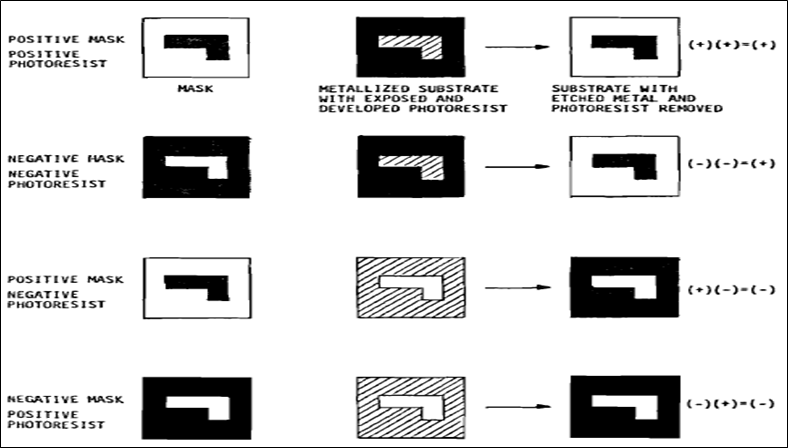 POSITIVE MASK
POSITIVE
PHOTORESIST
(+)(+)=(+)
MASK
METALLIZED SUBSTRATE
WITH EXPOSED AND
DEVELOPED PHOTORESIST
SUBSTRATE WITH
ETCHED METAL AND
PHOTORESIST REMOVED
NEGATIVE MASK
NEGATIVE
PHOTORESIST
(-)(-)=(+)
POSITIVE MASK
NEGATIVE
PHOTORESIST
(+)(-)=(-)
NEGATIVE MASK
POSITIVE
PHOTORESIST
(-)(+)=(-)